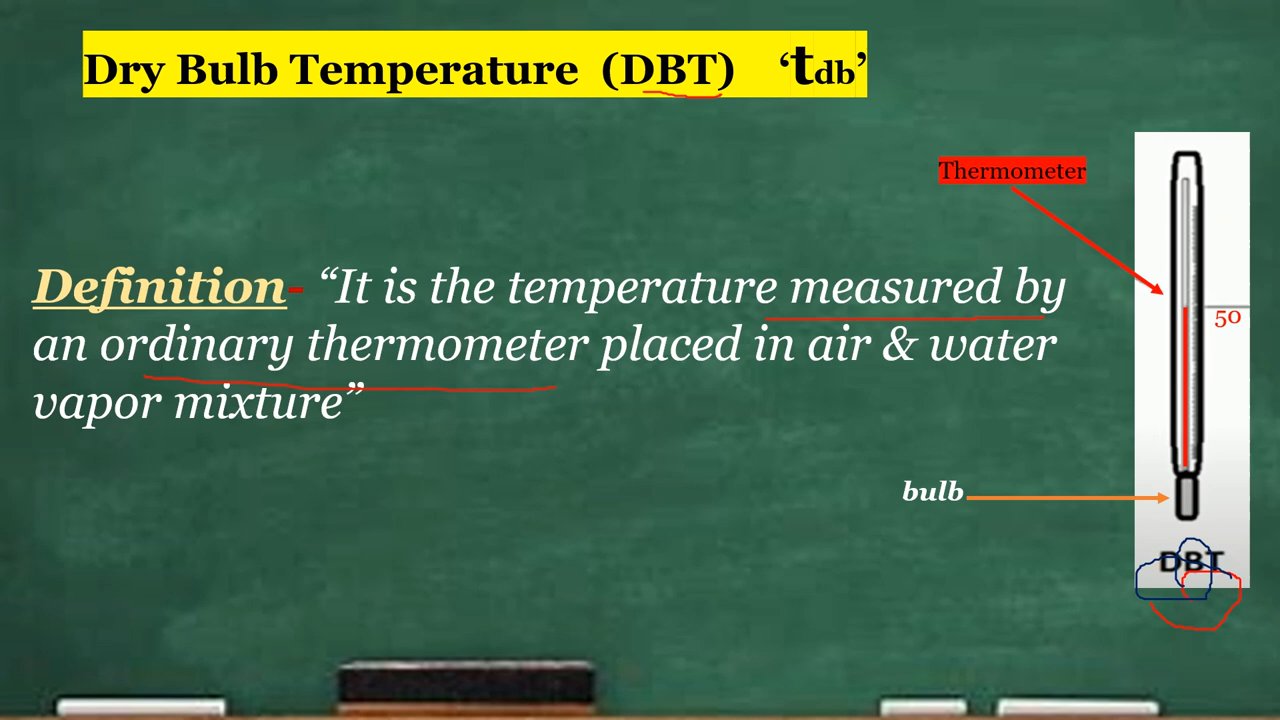 Dry Bulb Temperature (DBT) ‘tdb’
Thermometer
Definition- “It is the temperature measured by
an ordinary thermometer placed in air & water
vapor mixture”
50
bulb
DBT